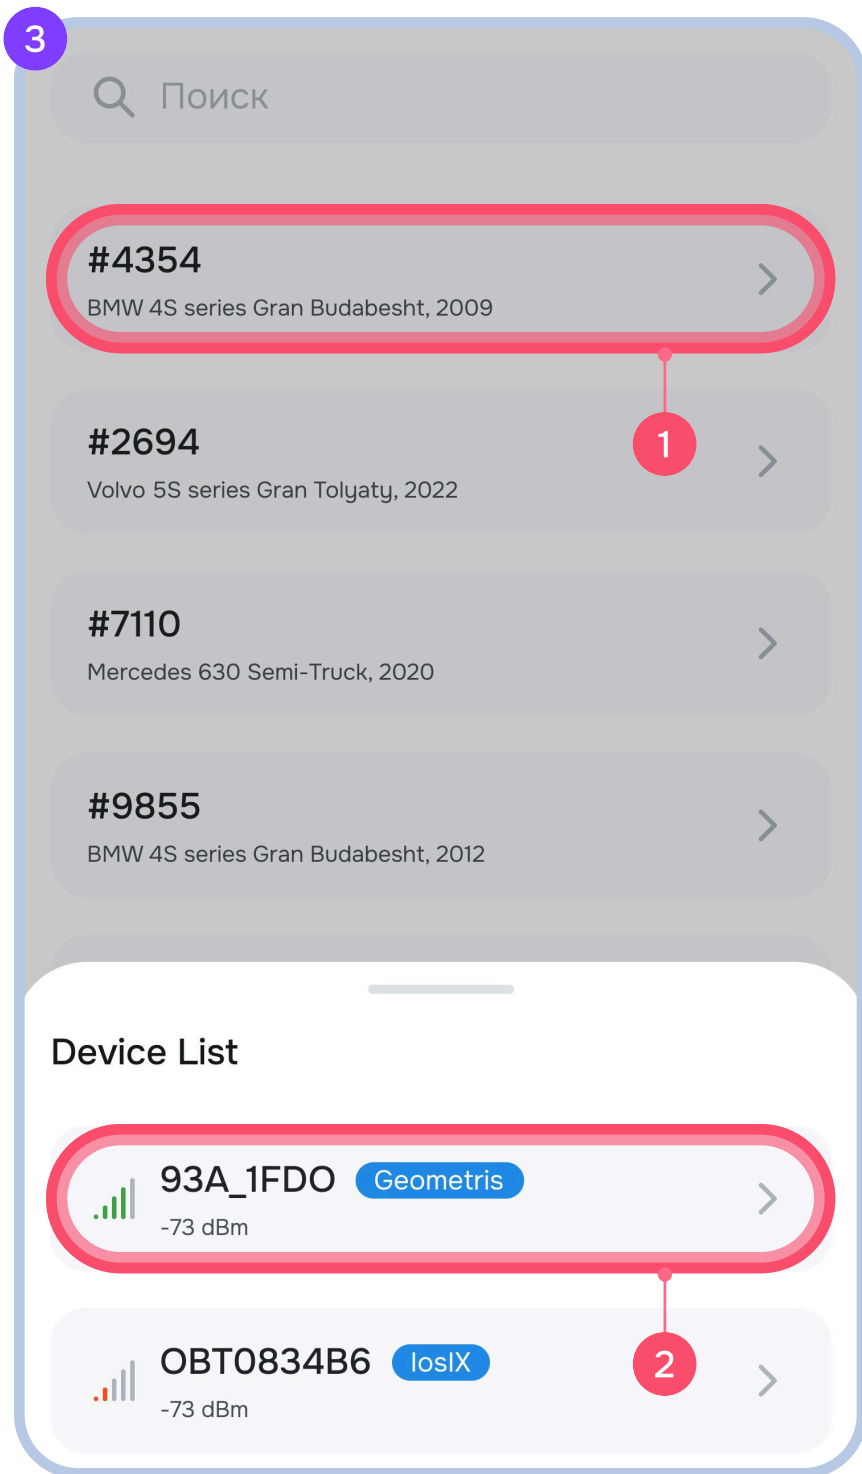 3
Поиск
#4354
BMW 4S series Gran Budabesht, 2009
1
#2694
Volvo 5S series Gran Tolyaty, 2022
#7110
Mercedes 630 Semi-Truck, 2020
#9855
BMW 4S series Gran Budabesht, 2012
Device List
93A_1FDO Geometris
-73 dBm
2
OBT0834B6 IosIX
-73 dBm